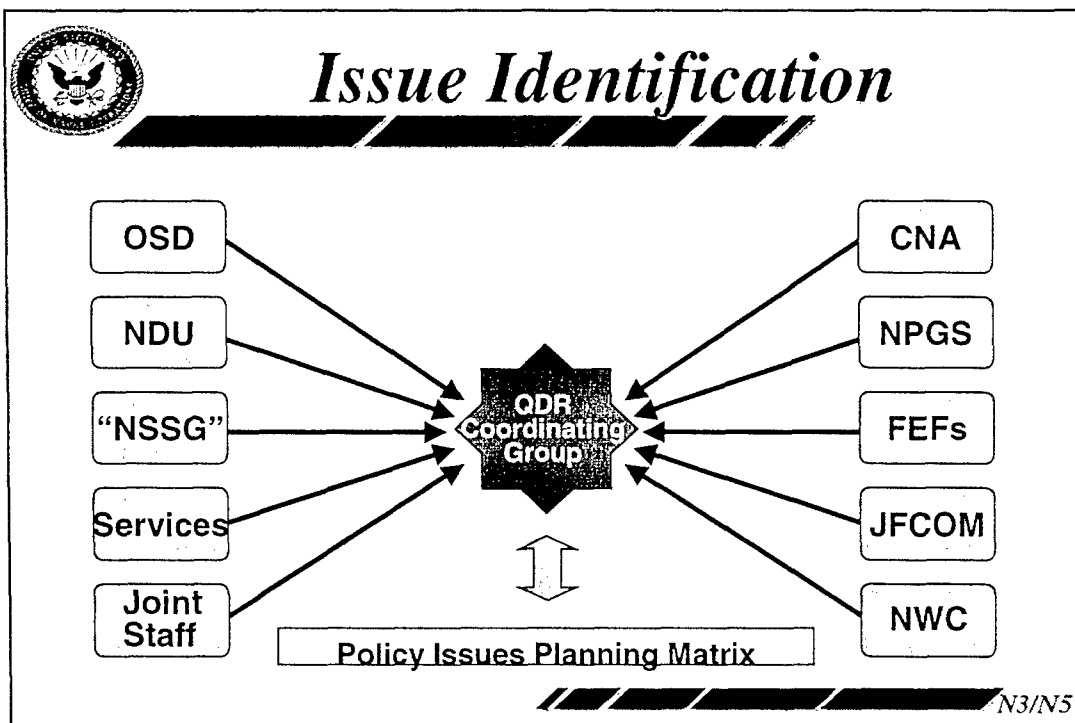 Issue Identification
OSD
NDU
“NSSG”
Services
Joint
Staff
QDR
Coordinating
Group
CNA
NPGS
FEFs
JFCOM
NWC
Policy Issues Planning Matrix
N3/N5